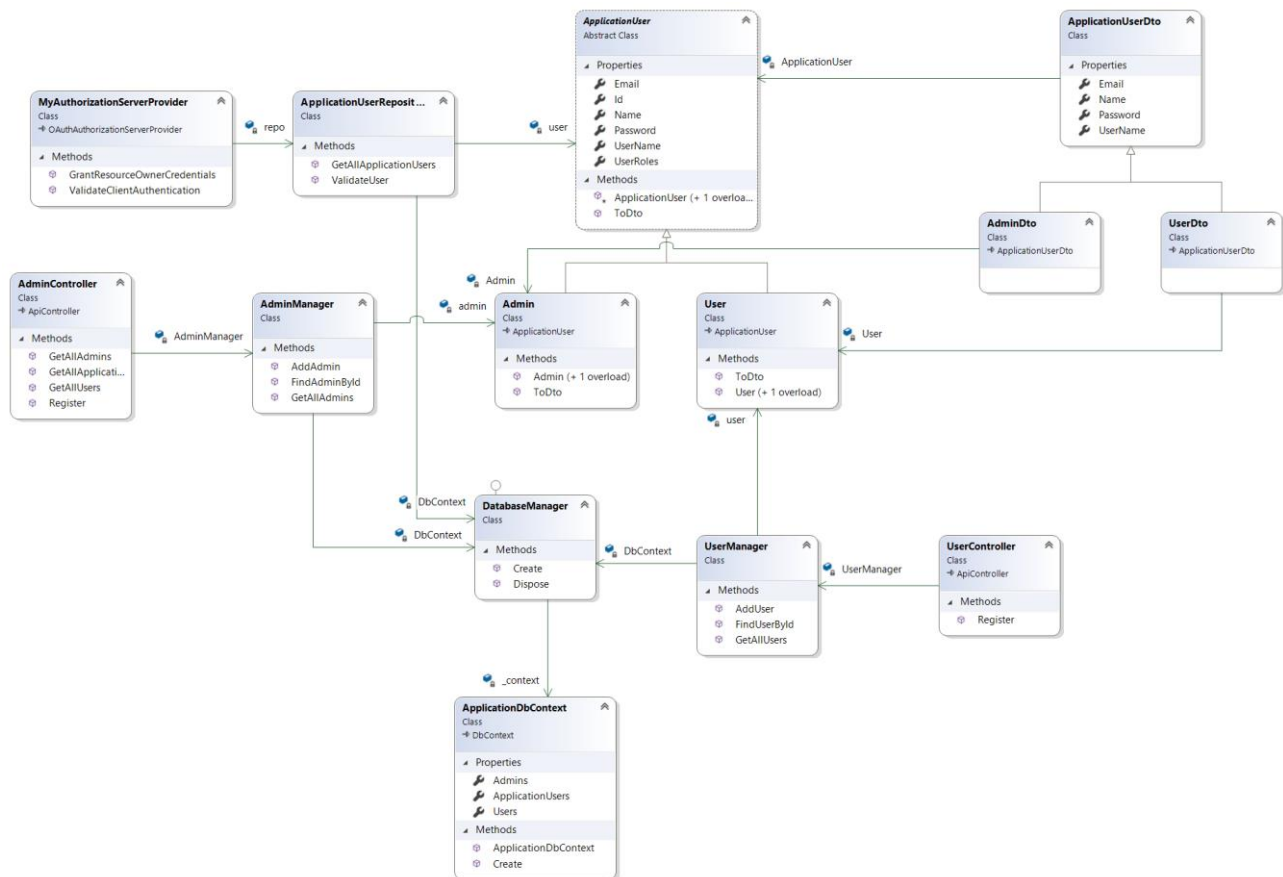 ApplicationUser
Abstract Class
Properties
Email
Id
Name
Password
UserName
UserRoles
Methods
ApplicationUser (+ 1 overloa...
ToDto
ApplicationUserDto
Class
Properties
Email
Name
Password
UserName
ApplicationUser
MyAuthorizationServerProvider
Class
OAuthAuthorizationServerProvider
Methods
GrantResourceOwnerCredentials
ValidateClientAuthentication
repo
ApplicationUserReposit ...
Class
Methods
GetAllApplicationUsers
ValidateUser
user
AdminDto
Class
ApplicationUserDto
UserDto
Class
ApplicationUserDto
AdminController
Class
ApiController
Methods
GetAllAdmins
GetAllApplicati...
GetAllUsers
Register
AdminManager
AdminManager
Class
Methods
AddAdmin
FindAdminById
GetAllAdmins
Admin
admin
Admin
Class
ApplicationUser
Methods
Admin (+ 1 overload)
ToDto
User
Class
ApplicationUser
Methods
ToDto
User (+ 1 overload)
User
user
DbContext
DbContext
DatabaseManager
Class
Methods
Create
Dispose
DbContext
UserManager
Class
Methods
AddUser
FindUserById
GetAllUsers
UserManager
UserController
Class
ApiController
Methods
Register
_context
ApplicationDbContext
Class
DbContext
Properties
Admins
ApplicationUsers
Users
Methods
ApplicationDbContext
Create